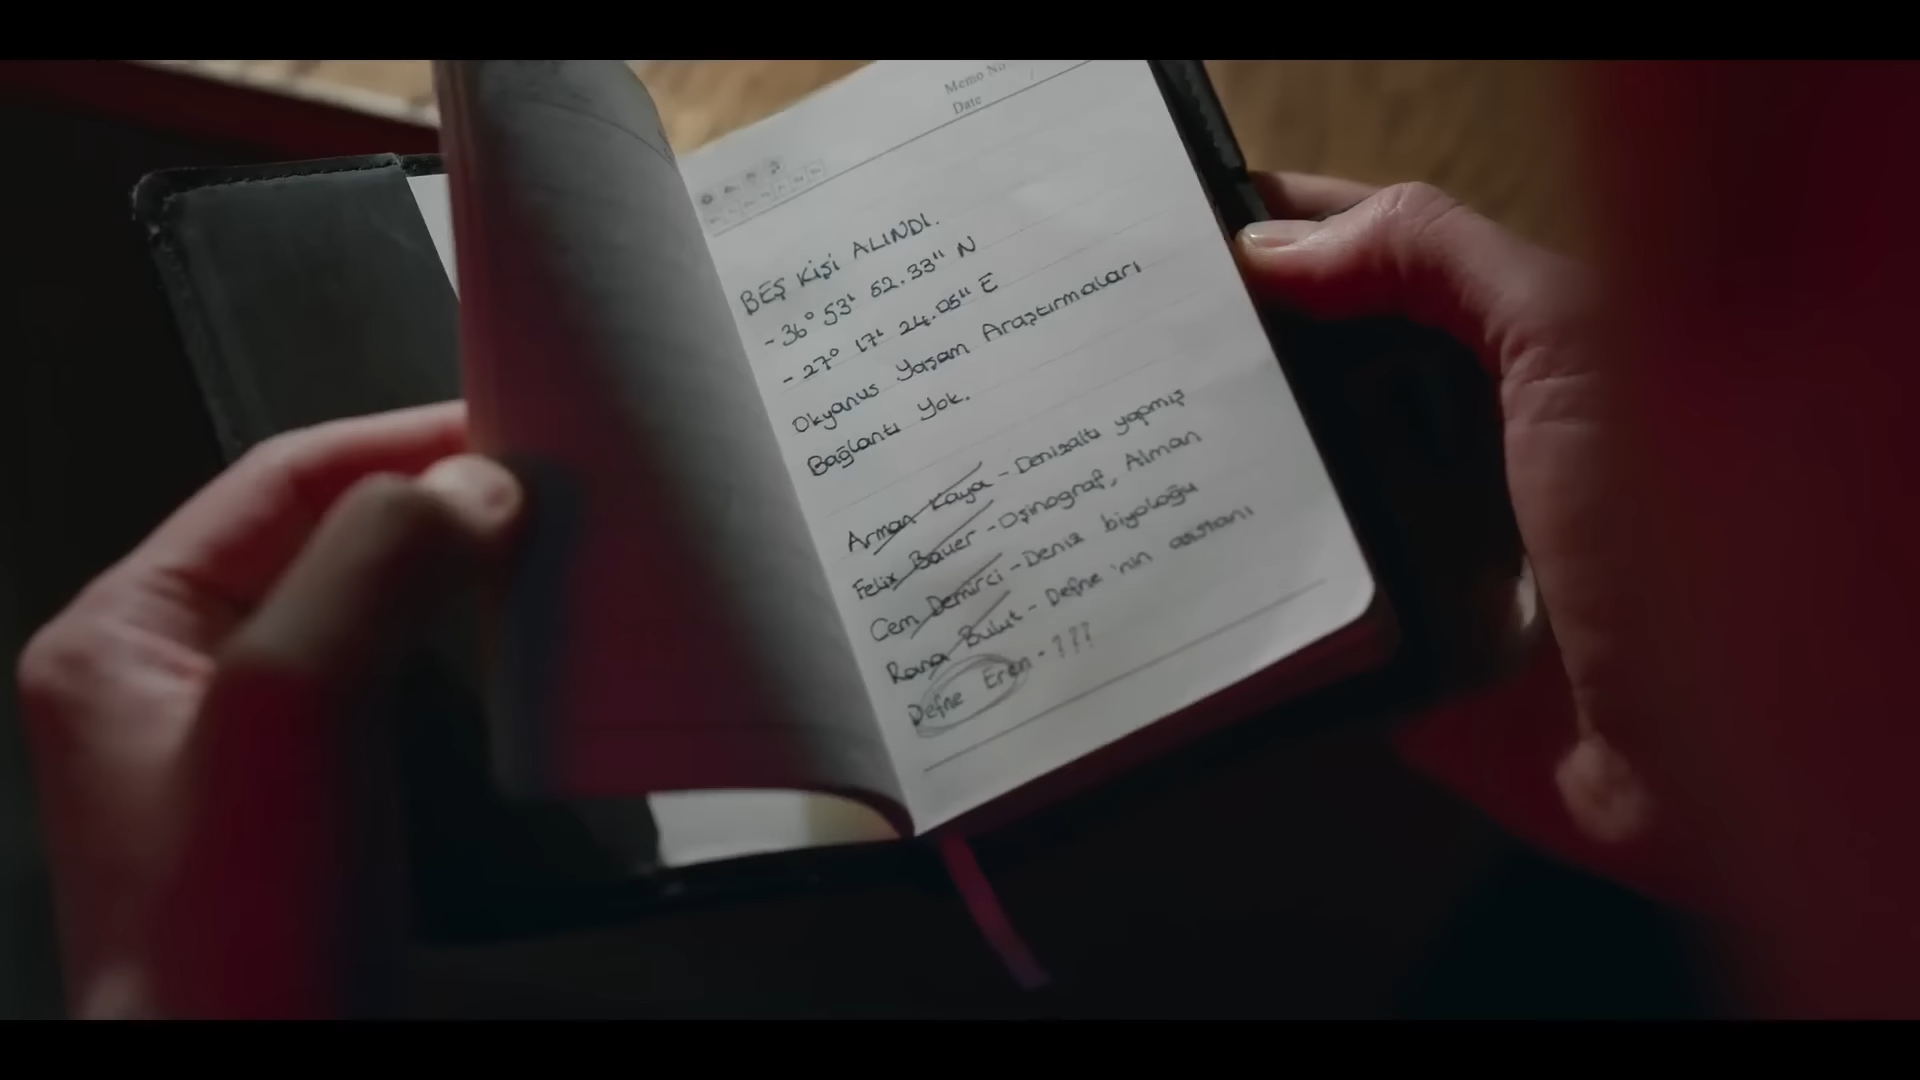 Memo No
Date
BEŞ KİŞİ ALINDI.
- 36° 53' 52.33" N
- 27° 17' 24.05" E
Okyanus Yaşam Araştırmaları
Bağlantı Yok.
Arman Kaya - Denizaltı yapmış
Felix Bauer - Oşinograf, Alman
Cem Demirci - Deniz biyoloğu
Rana Bulut - Defne'nin asistanı
Defne Eren - ???